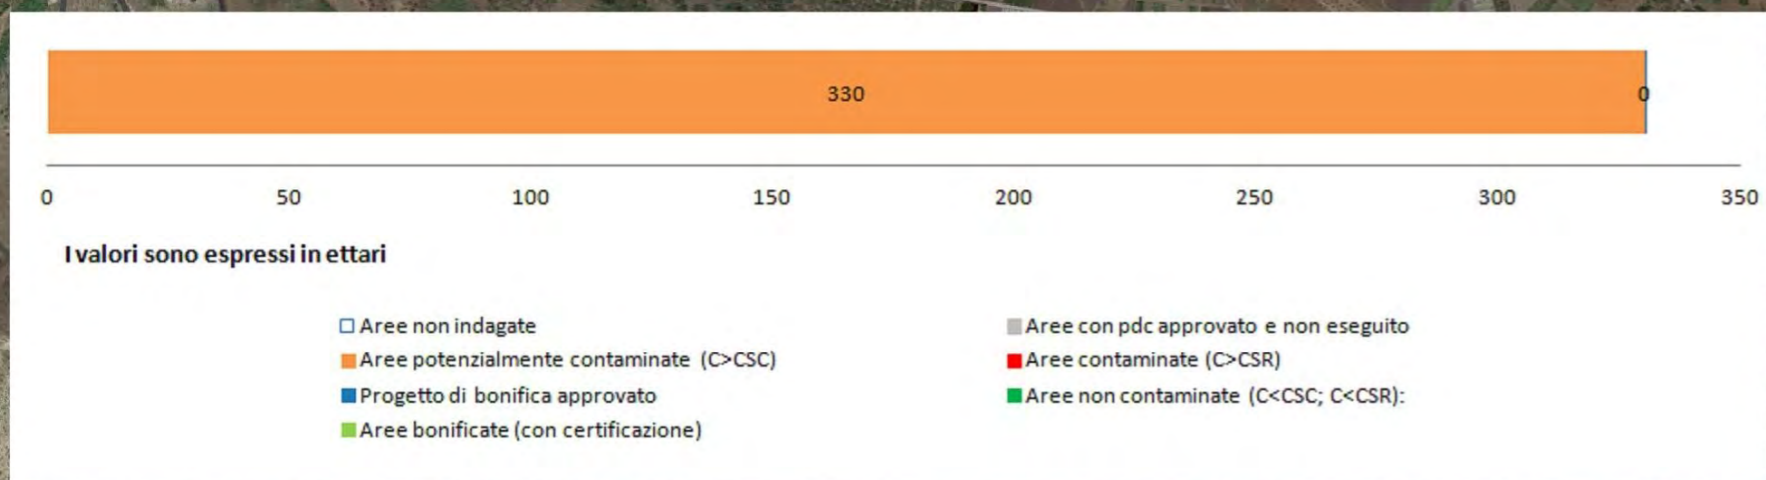 330 0
0 50 100 150 200 250 300 350
I valori sono espressi in ettari
Aree non indagate Aree con pdc approvato e non eseguito
Aree potenzialmente contaminate (C>CSC) Aree contaminate (C>CSR)
Progetto di bonifica approvato Aree non contaminate (C<CSC; C<CSR):
Aree bonificate (con certificazione)